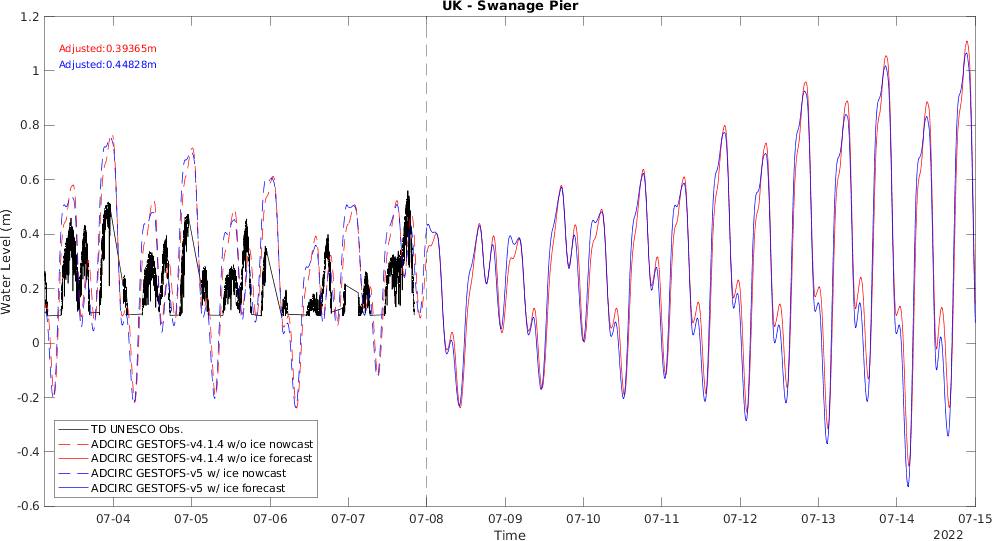 UK - Swanage Pier
1.2
1
0.8
0.6
0.4
0.2
0
-0.2
-0.4
-0.6
Water Level (m)
Adjusted:0.39365m
Adjusted:0.44828m
TD UNESCO Obs.
ADCIRC GESTOFS-v4.1.4 w/o ice nowcast
ADCIRC GESTOFS-v4.1.4 w/o ice forecast
ADCIRC GESTOFS-v5 w/ ice nowcast
ADCIRC GESTOFS-v5 w/ ice forecast
07-04 07-05 07-06 07-07 07-08 07-09 07-10 07-11 07-12 07-13 07-14 07-15
Time
2022